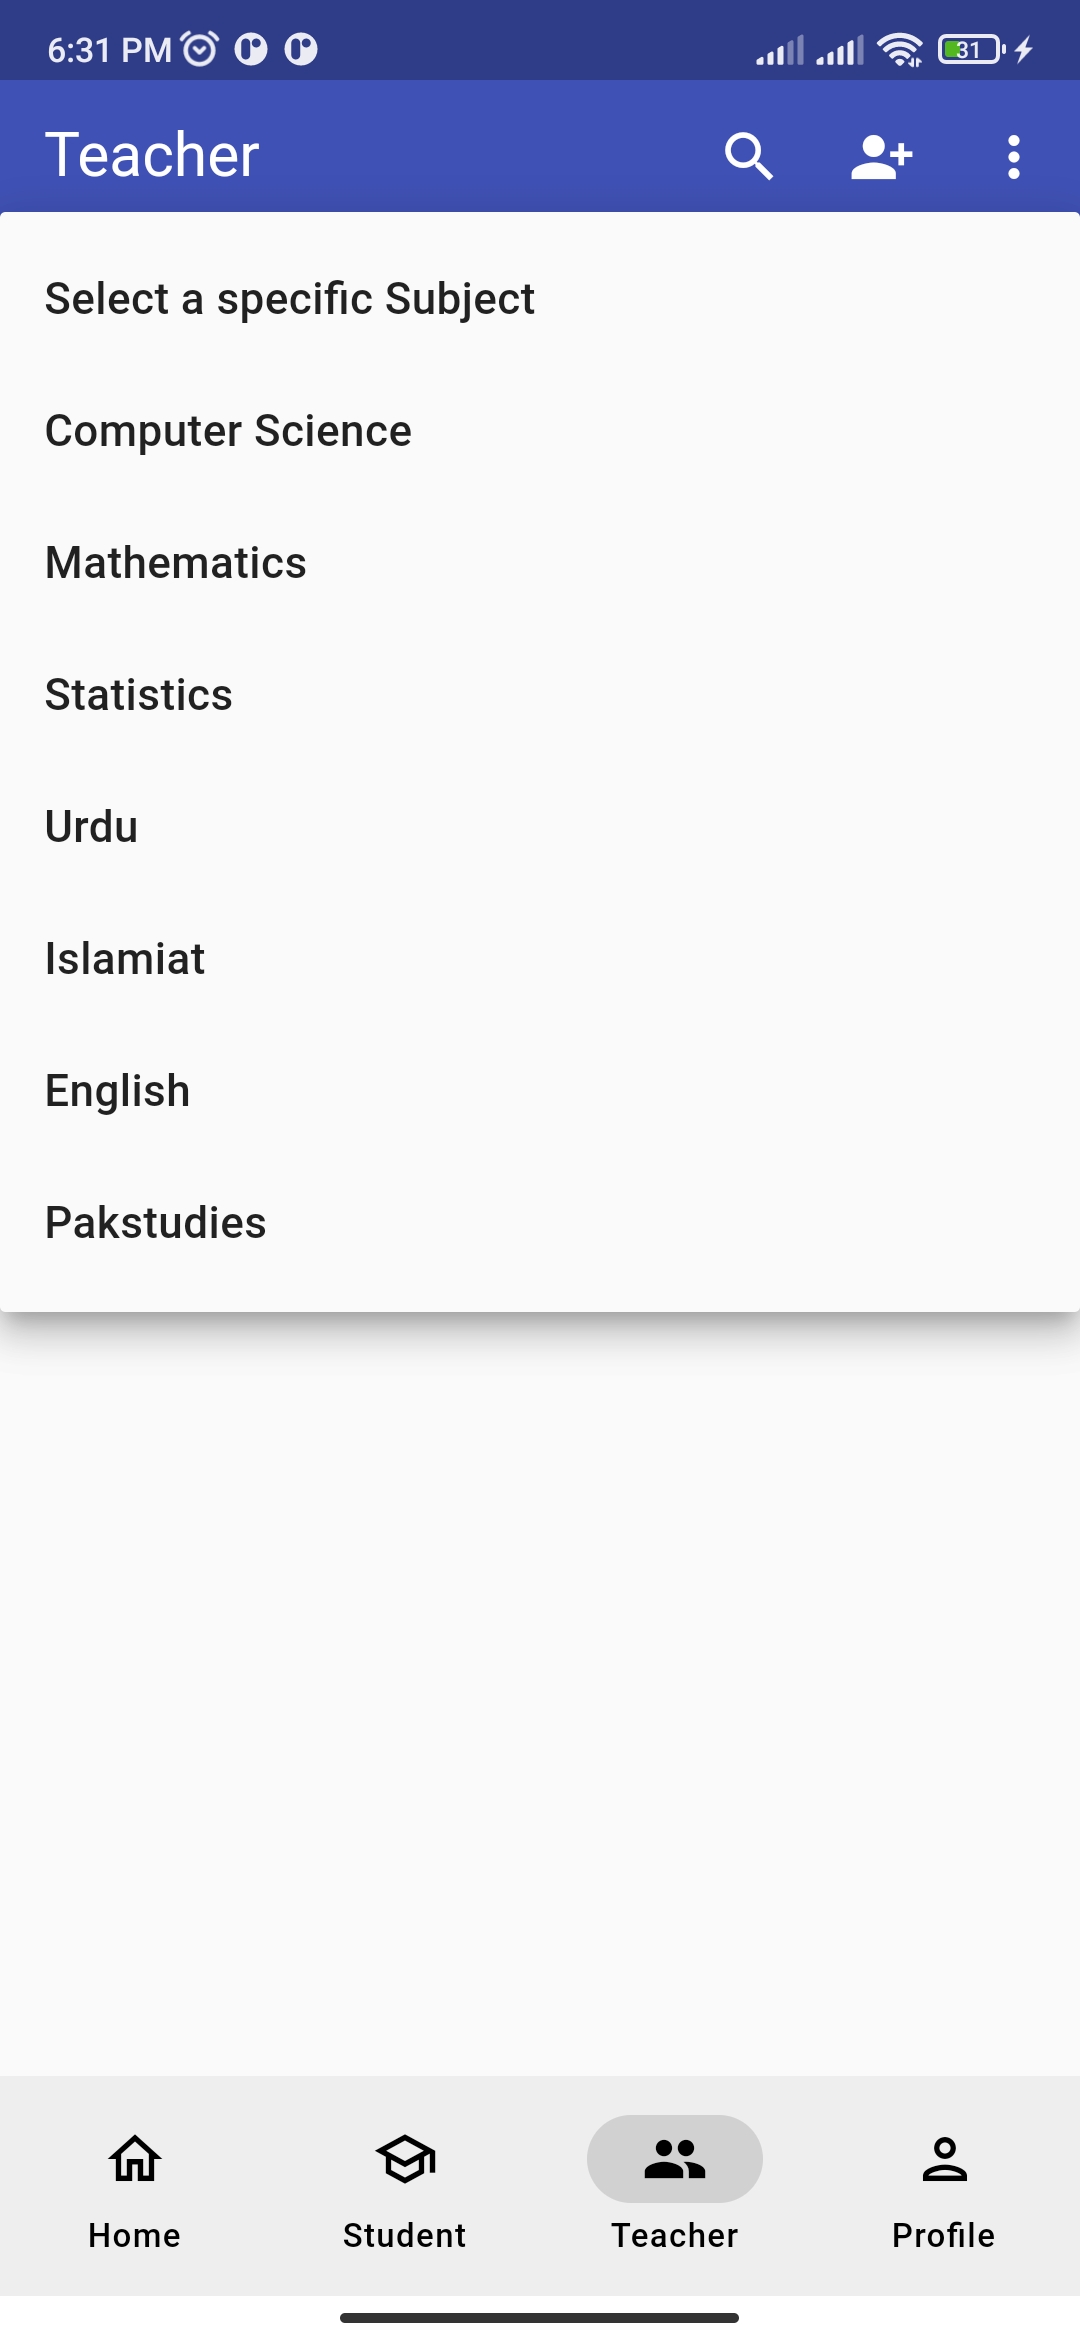 6:31 PM
31
Teacher
Select a specific Subject
Computer Science
Mathematics
Statistics
Urdu
Islamiat
English
Pakstudies
Home
Student
Teacher
Profile